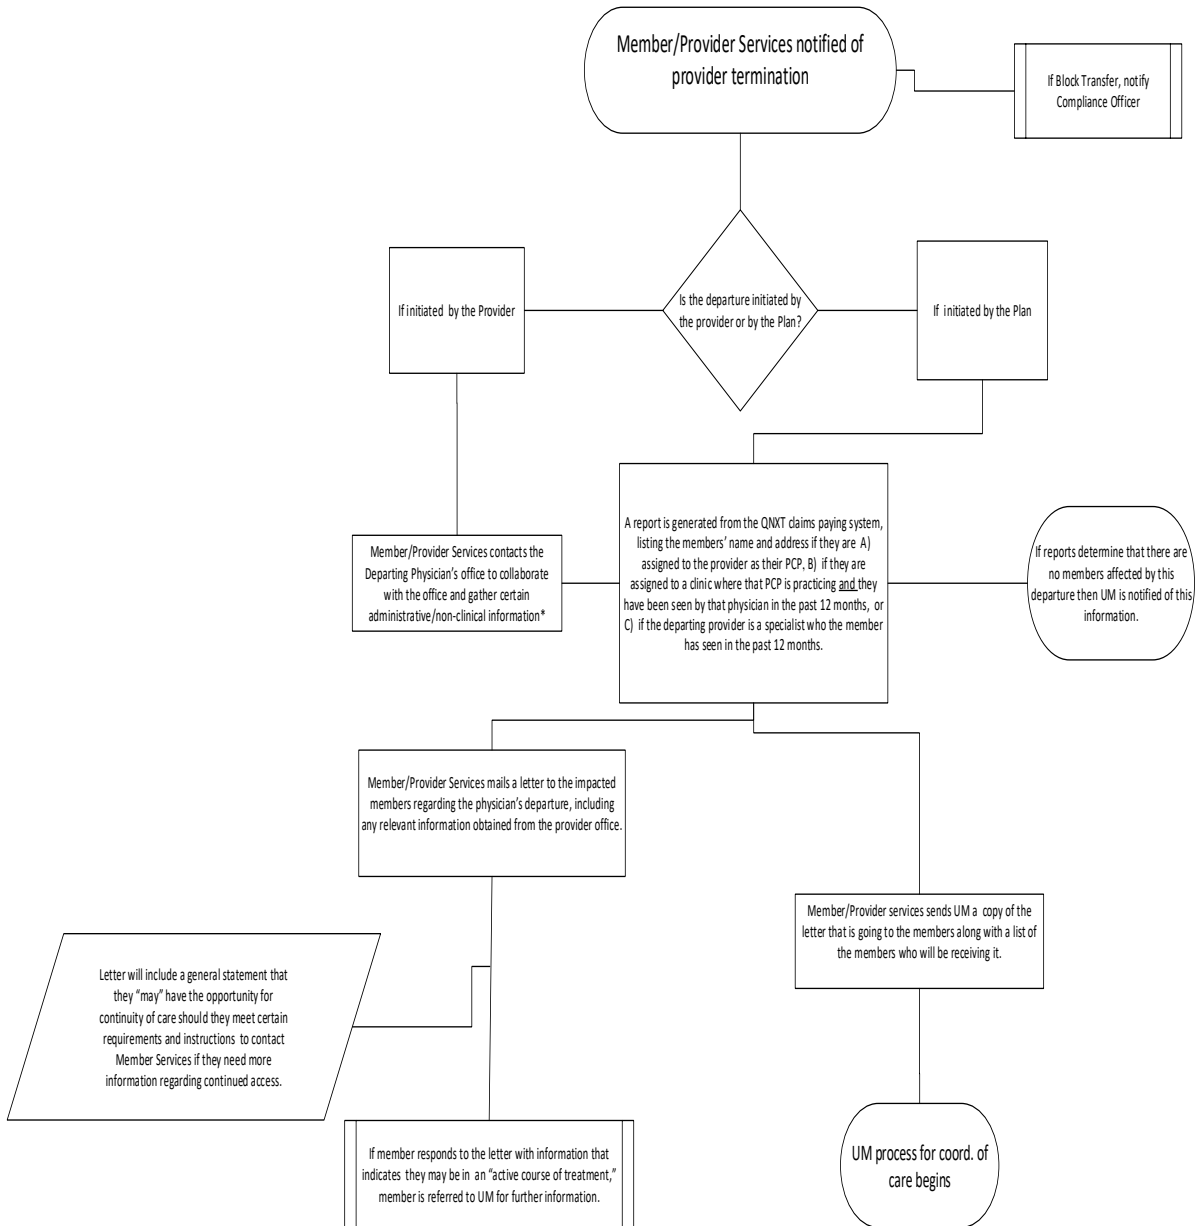 Member/Provider Services notified of
provider termination
If Block Transfer, notify
Compliance Officer
If initiated by the Provider
Is the departure initiated by
the provider or by the Plan?
If initiated by the Plan
Member/Provider Services contacts the
Departing Physician's office to collaborate
with the office and gather certain
administrative/non-clinical information*
A report is generated from the QNXT claims paying system,
listing the members' name and address if they are A)
assigned to the provider as their PCP, B) if they are
assigned to a clinic where that PCP is practicing and they
have been seen by that physician in the past 12 months, or
C) if the departing provider is a specialist who the member
has seen in the past 12 months.
If reports determine that there are
no members affected by this
departure then UM is notified of this
information.
Member/Provider Services mails a letter to the impacted
members regarding the physician's departure, including
any relevant information obtained from the provider office.
Member/Provider services sends UM a copy of the
letter that is going to the members along with a list of
the members who will be receiving it.
Letter will include a general statement that
they "may" have the opportunity for
continuity of care should they meet certain
requirements and instructions to contact
Member Services if they need more
information regarding continued access.
If member responds to the letter with information that
indicates they may be in an "active course of treatment,"
member is referred to UM for further information.
UM process for coord. of
care begins